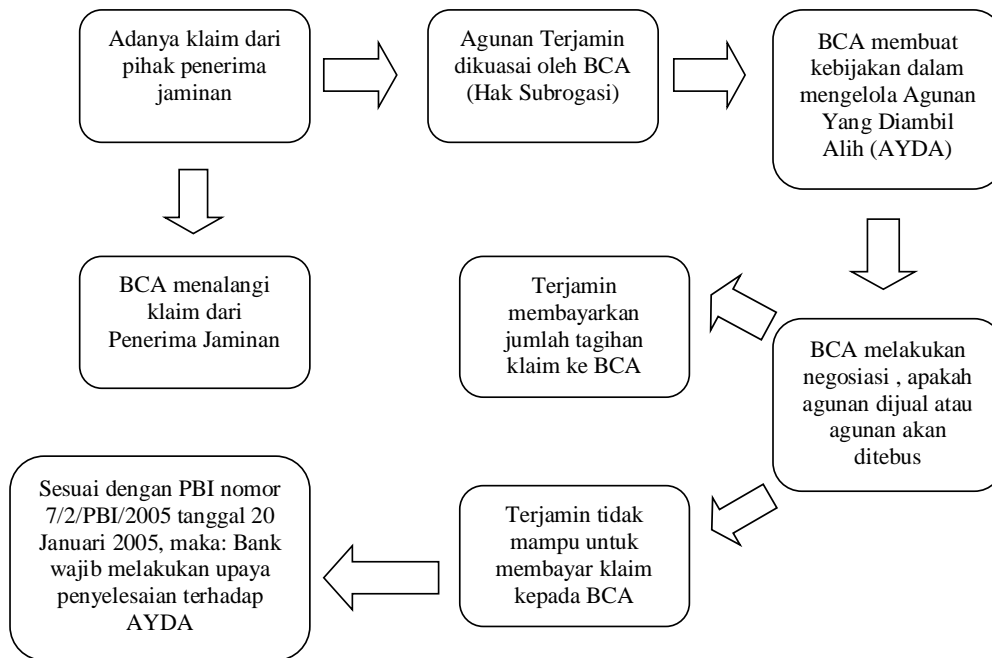 Adanya klaim dari
pihak penerima
jaminan
Agunan Terjamin
dikuasai oleh BCA
(Hak Subrogasi)
BCA membuat
kebijakan dalam
mengelola Agunan
Yang Diambil
Alih (AYDA)
BCA menalangi
klaim dari
Penerima Jaminan
Terjamin
membayarkan
jumlah tagihan
klaim ke BCA
BCA melakukan
negosiasi , apakah
agunan dijual atau
agunan akan
ditebus
Sesuai dengan PBI nomor
7/2/PBI/2005 tanggal 20
Januari 2005, maka: Bank
wajib melakukan upaya
penyelesaian terhadap
AYDA
Terjamin tidak
mampu untuk
membayar klaim
kepada BCA